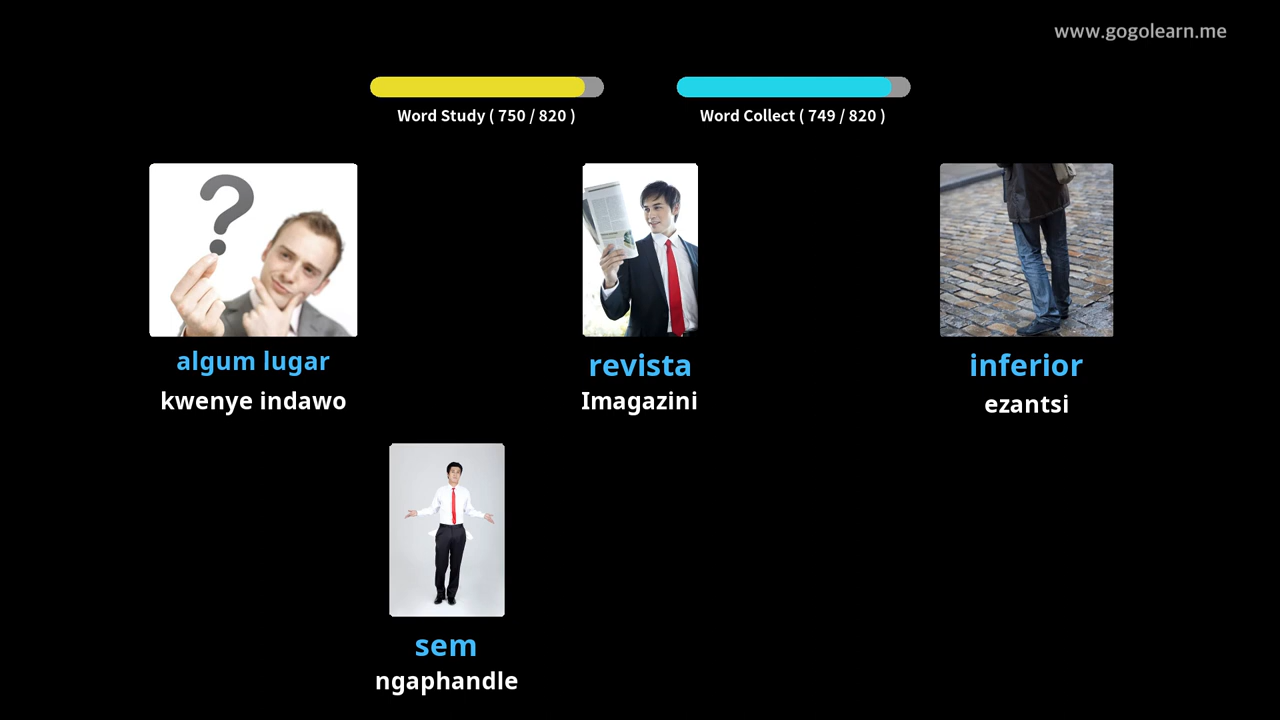 www.gogolearn.me
Word Study ( 750 / 820 )
Word Collect ( 749 / 820 )
algum lugar
kwenye indawo
revista
Imagazini
inferior
ezantsi
sem
ngaphandle